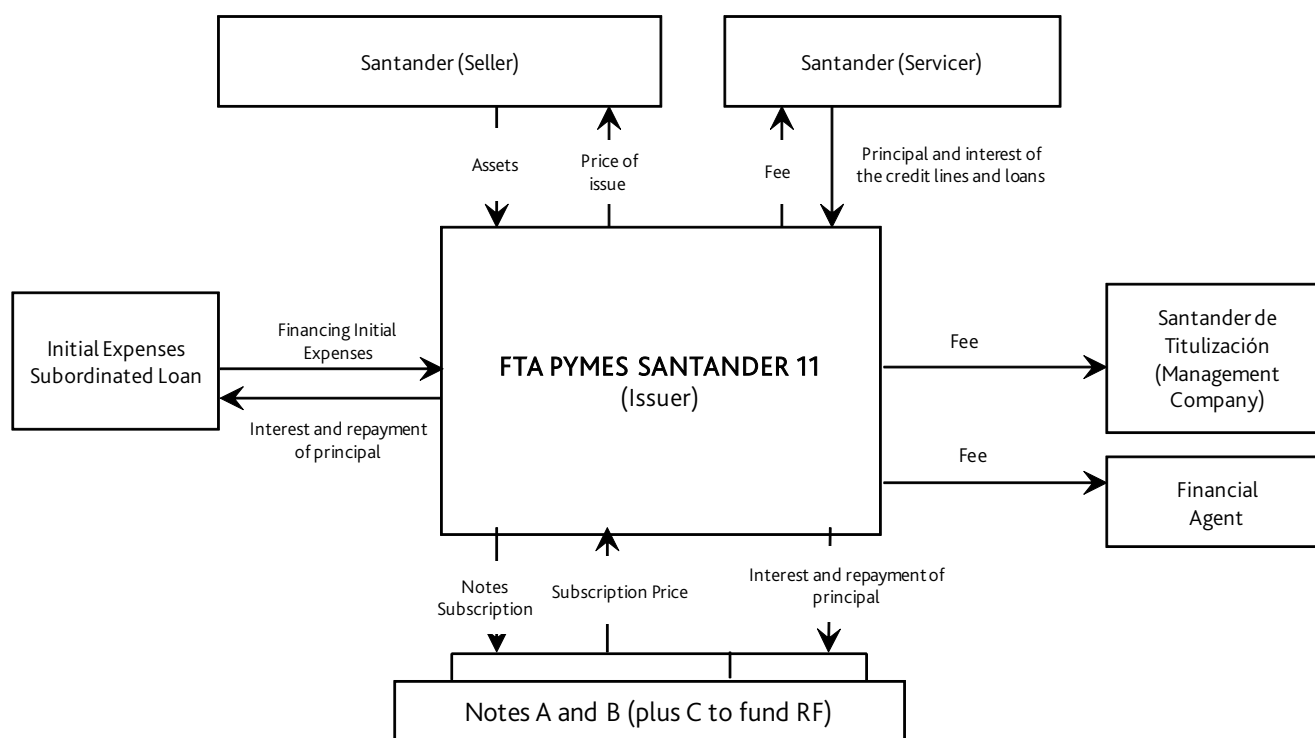 Santander (Seller)
Santander (Servicer)
Assets
Price of
issue
Fee
Principal and interest of
the credit lines and loans
Initial Expenses
Subordinated Loan
Financing Initial
Expenses
Interest and repayment
of principal
FTA PYMES SANTANDER 11
(Issuer)
Fee
Santander de
Titulización
(Management
Company)
Fee
Financial
Agent
Notes
Subscription
Subscription Price
Interest and repayment of
principal
Notes A and B (plus C to fund RF)